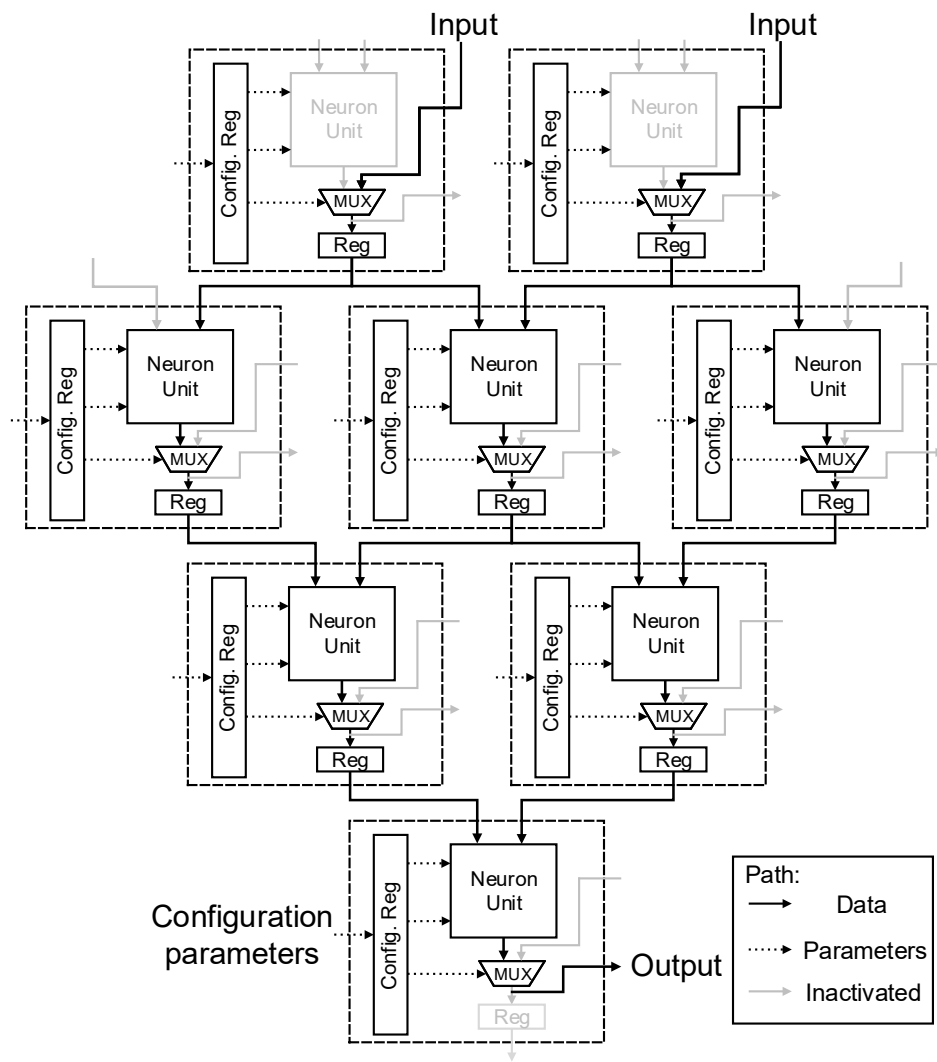 Input
Input
Config. Reg
Neuron
Unit
MUX
Reg
Config. Reg
Neuron
Unit
MUX
Reg
Config. Reg
Neuron
Unit
MUX
Reg
Config. Reg
Neuron
Unit
MUX
Reg
Config. Reg
Neuron
Unit
MUX
Reg
Config. Reg
Neuron
Unit
MUX
Reg
Config. Reg
Neuron
Unit
MUX
Reg
Config. Reg
Neuron
Unit
MUX
Reg
Configuration
parameters
Output
Path:
Data
Parameters
Inactivated